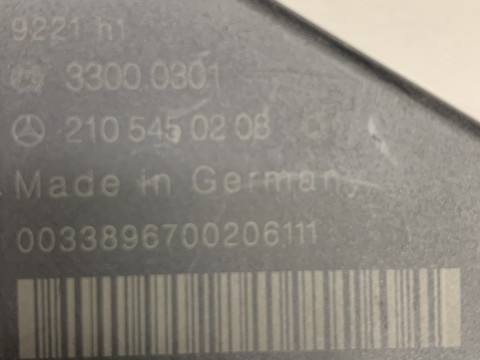 9221 h1
3300.0301
210 545 02 08
Made in Germany
0033896700206111